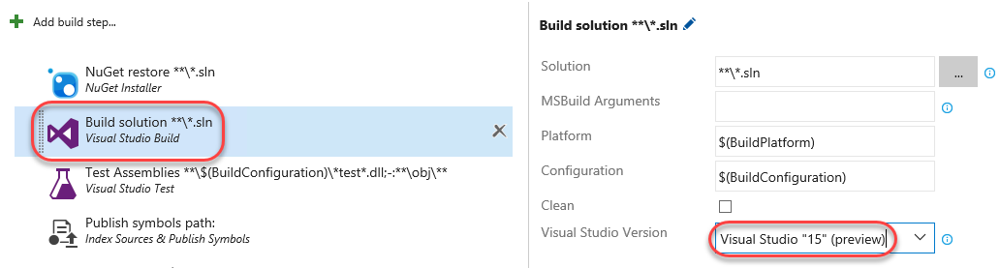 Add build step...
NuGet restore **\*.sln
NuGet Installer
Build solution **\*.sln
Visual Studio Build
Test Assemblies **\$(BuildConfiguration)\*test*.dll;-:**\obj\**
Visual Studio Test
Publish symbols path:
Index Sources & Publish Symbols
Build solution **\*.sln
Solution **\*.sln ...
MSBuild Arguments
Platform $(BuildPlatform)
Configuration $(BuildConfiguration)
Clean
Visual Studio Version Visual Studio "15" (preview)